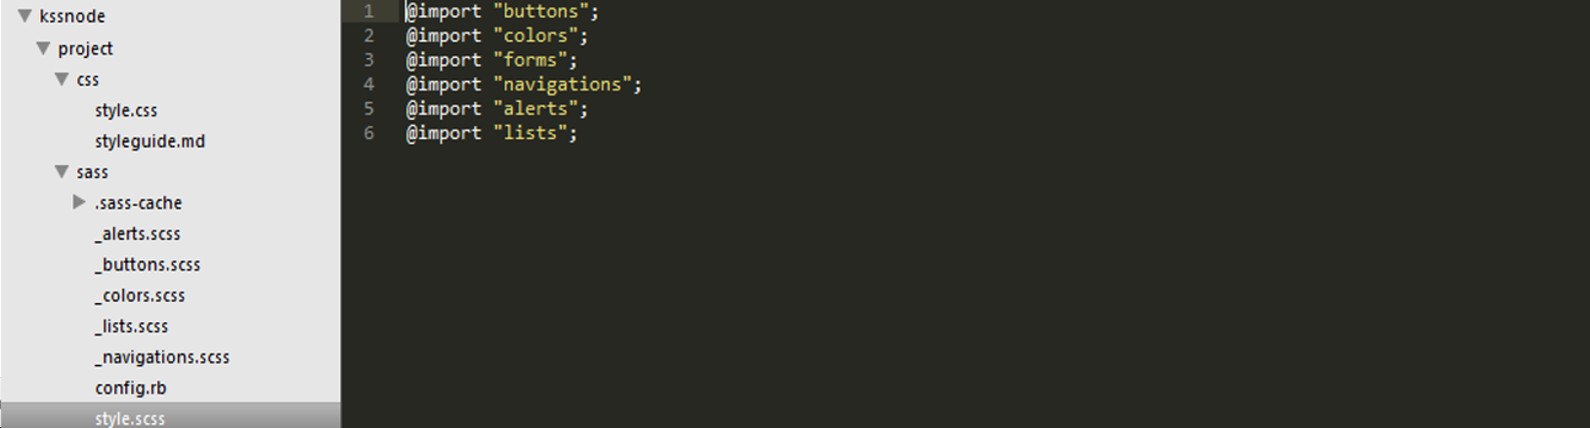 kssnode
project
css
style.css
styleguide.md
sass
.sass-cache
_alerts.scss
_buttons.scss
_colors.scss
_lists.scss
_navigations.scss
config.rb
style.scss
1 @import "buttons";
2 @import "colors";
3 @import "forms";
4 @import "navigations";
5 @import "alerts";
6 @import "lists";